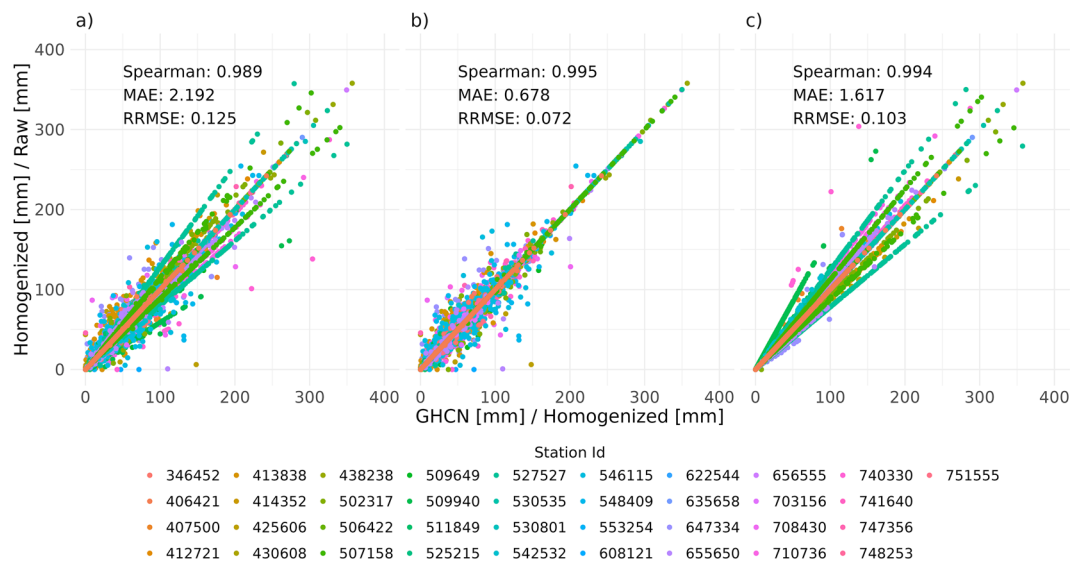 a) b) c)
Spearman: 0.989
MAE: 2.192
RRMSE: 0.125
Spearman: 0.995
MAE: 0.678
RRMSE: 0.072
Spearman: 0.994
MAE: 1.617
RRMSE: 0.103
Homogenized [mm] / Raw [mm]
400
300
200
100
0
0 100 200 300 400 0 100 200 300 400 0 100 200 300 400
GHCN [mm] / Homogenized [mm]
Station Id
346452 413838 438238 509649 527527 546115 622544 656555 740330 751555
406421 414352 502317 509940 530535 548409 635658 703156 741640
407500 425606 506422 511849 530801 553254 647334 708430 747356
412721 430608 507158 525215 542532 608121 655650 710736 748253